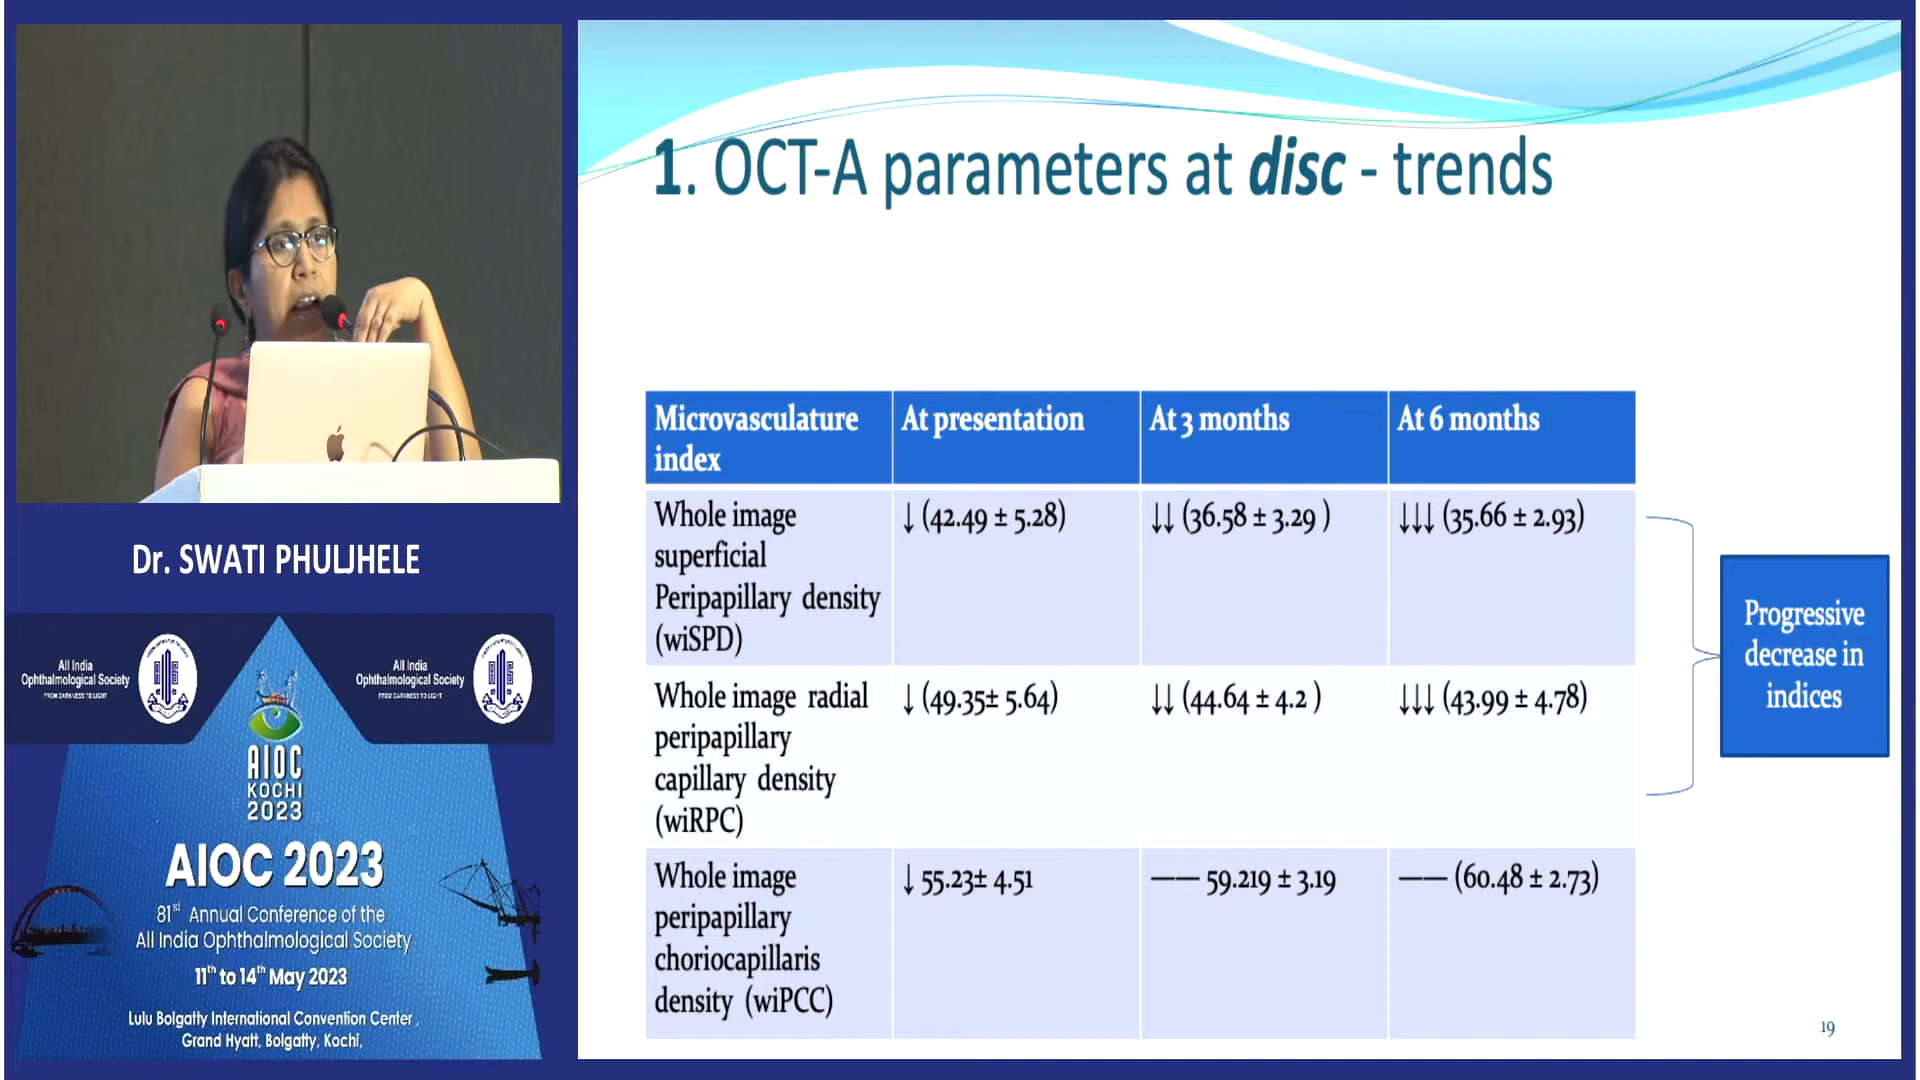 Dr. SWATI PHULJHELE
All India
Ophthalmological Society
FROM DARKNESS TO LIGHT
All India
Ophthalmological Society
FROM DARKNESS TO LIGHT
AIOC
KOCHI
2023
AIOC 2023
81st Annual Conference of the
All India Ophthalmological Society
11th to 14th May 2023
Lulu Bolgatty International Convention Center ,
Grand Hyatt, Bolgatty, Kochi,
1. OCT-A parameters at disc - trends
Microvasculature
index
At presentation
At 3 months
At 6 months
Whole image
superficial
Peripapillary density
(wiSPD)
↓ (42.49 ± 5.28)
↓↓ (36.58 ± 3.29 )
↓↓↓ (35.66 ± 2.93)
Whole image radial
peripapillary
capillary density
(wiRPC)
↓ (49.35± 5.64)
↓↓ (44.64 ± 4.2 )
↓↓↓ (43.99 ± 4.78)
Whole image
peripapillary
choriocapillaris
density (wiPCC)
↓ 55.23± 4.51
—— 59.219 ± 3.19
—— (60.48 ± 2.73)
Progressive
decrease in
indices
19